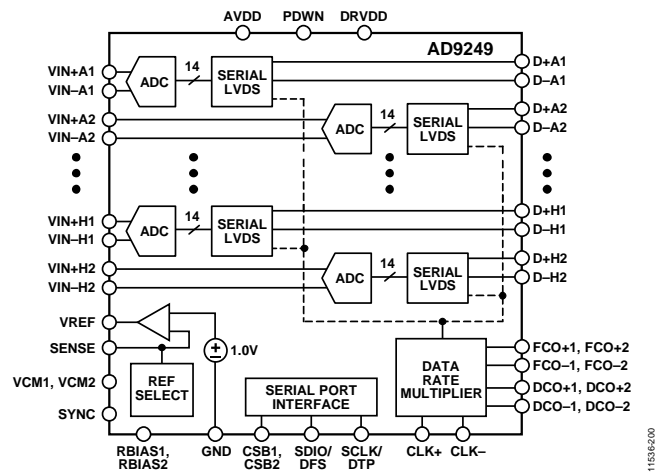 AVDD PDWN DRVDD
AD9249
VIN+A1
VIN–A1
ADC
14
SERIAL
LVDS
D+A1
D–A1
VIN+A2
VIN–A2
ADC
14
SERIAL
LVDS
D+A2
D–A2
VIN+H1
VIN–H1
ADC
14
SERIAL
LVDS
D+H1
D–H1
VIN+H2
VIN–H2
ADC
14
SERIAL
LVDS
D+H2
D–H2
VREF
SENSE
1.0V
REF
SELECT
VCM1, VCM2
SYNC
SERIAL PORT
INTERFACE
DATA
RATE
MULTIPLIER
FCO+1, FCO+2
FCO–1, FCO–2
DCO+1, DCO+2
DCO–1, DCO–2
RBIAS1,
RBIAS2
GND
CSB1,
CSB2
SDIO/
DFS
SCLK/
DTP
CLK+ CLK–
11536-200